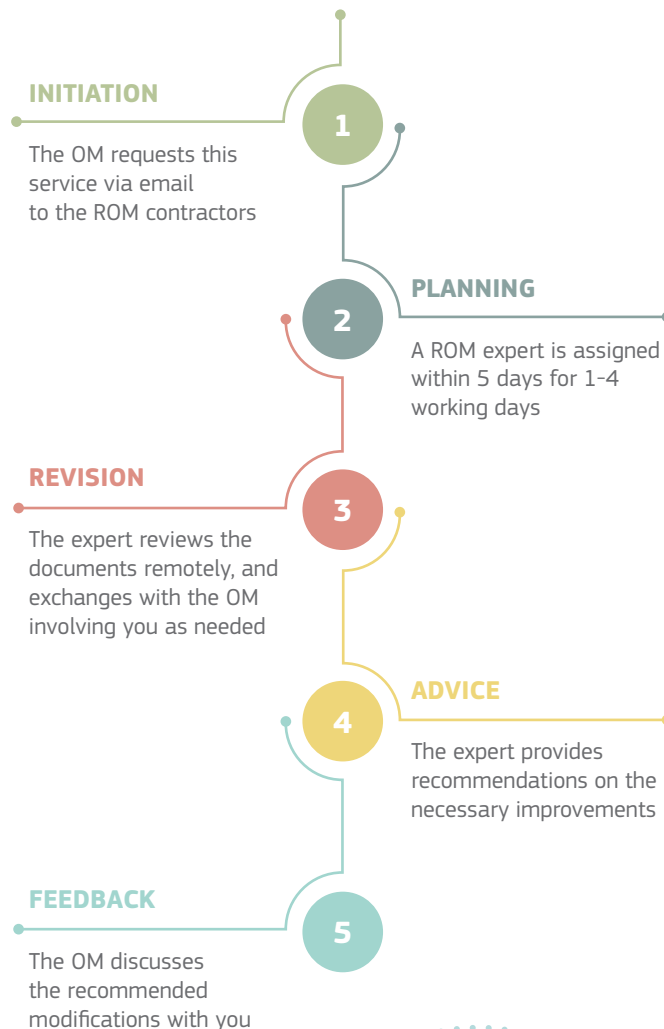 INITIATION
1
The OM requests this
service via email
to the ROM contractors
PLANNING
2
A ROM expert is assigned
within 5 days for 1-4
working days
REVISION
3
The expert reviews the
documents remotely, and
exchanges with the OM
involving you as needed
ADVICE
4
The expert provides
recommendations on the
necessary improvements
FEEDBACK
5
The OM discusses
the recommended
modifications with you